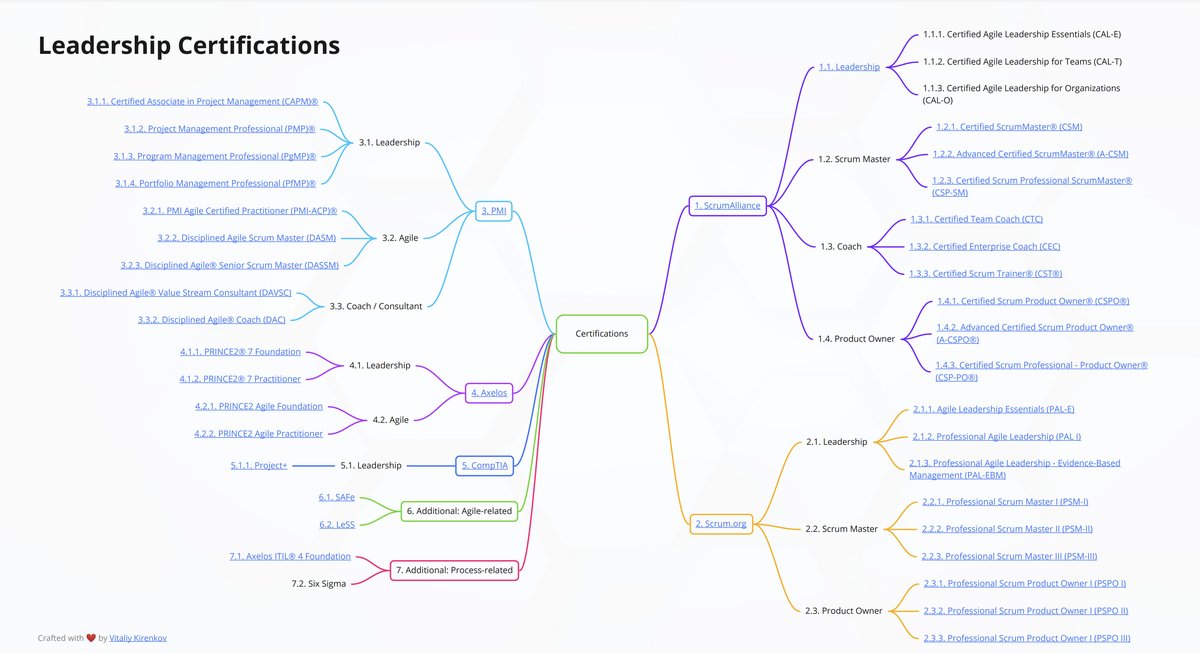 Leadership Certifications
Certifications
1. ScrumAlliance
1.1. Leadership
1.1.1. Certified Agile Leadership Essentials (CAL-E)
1.1.2. Certified Agile Leadership for Teams (CAL-T)
1.1.3. Certified Agile Leadership for Organizations
(CAL-O)
1.2. Scrum Master
1.2.1. Certified ScrumMaster® (CSM)
1.2.2. Advanced Certified ScrumMaster® (A-CSM)
1.2.3. Certified Scrum Professional ScrumMaster®
(CSP-SM)
1.3. Coach
1.3.1. Certified Team Coach (CTC)
1.3.2. Certified Enterprise Coach (CEC)
1.3.3. Certified Scrum Trainer® (CST®)
1.4. Product Owner
1.4.1. Certified Scrum Product Owner® (CSPO®)
1.4.2. Advanced Certified Scrum Product Owner®
(A-CSPO®)
1.4.3. Certified Scrum Professional - Product Owner®
(CSP-PO®)
2. Scrum.org
2.1. Leadership
2.1.1. Agile Leadership Essentials (PAL-E)
2.1.2. Professional Agile Leadership (PAL I)
2.1.3. Professional Agile Leadership - Evidence-Based
Management (PAL-EBM)
2.2. Scrum Master
2.2.1. Professional Scrum Master I (PSM-I)
2.2.2. Professional Scrum Master II (PSM-II)
2.2.3. Professional Scrum Master III (PSM-III)
2.3. Product Owner
2.3.1. Professional Scrum Product Owner I (PSPO I)
2.3.2. Professional Scrum Product Owner I (PSPO II)
2.3.3. Professional Scrum Product Owner I (PSPO III)
3. PMI
3.1. Leadership
3.1.1. Certified Associate in Project Management (CAPM)®
3.1.2. Project Management Professional (PMP)®
3.1.3. Program Management Professional (PgMP)®
3.1.4. Portfolio Management Professional (PfMP)®
3.2. Agile
3.2.1. PMI Agile Certified Practitioner (PMI-ACP)®
3.2.2. Disciplined Agile Scrum Master (DASM)
3.2.3. Disciplined Agile® Senior Scrum Master (DASSM)
3.3. Coach / Consultant
3.3.1. Disciplined Agile® Value Stream Consultant (DAVSC)
3.3.2. Disciplined Agile® Coach (DAC)
4. Axelos
4.1. Leadership
4.1.1. PRINCE2® 7 Foundation
4.1.2. PRINCE2® 7 Practitioner
4.2. Agile
4.2.1. PRINCE2 Agile Foundation
4.2.2. PRINCE2 Agile Practitioner
5. CompTIA
5.1. Leadership
5.1.1. Project+
6. Additional: Agile-related
6.1. SAFe
6.2. LeSS
7. Additional: Process-related
7.1. Axelos ITIL® 4 Foundation
7.2. Six Sigma
Crafted with ❤️ by Vitaliy Kirenkov